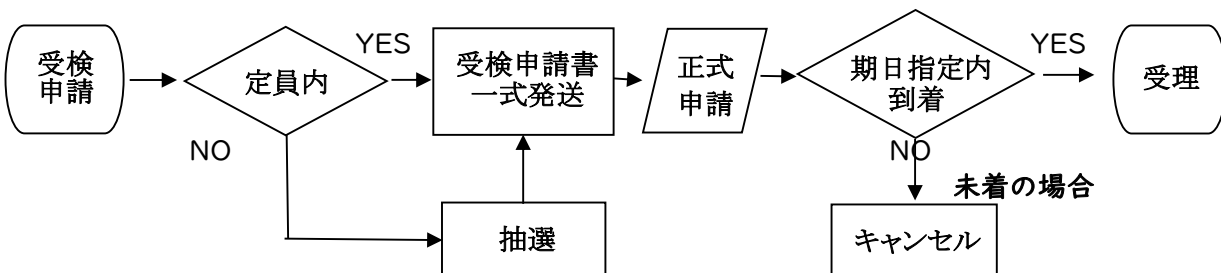 受検
申請
定員内
YES
NO
受検申請書
一式発送
抽選
正式
申請
期日指定内
到着
YES
NO
未着の場合
キャンセル
受理